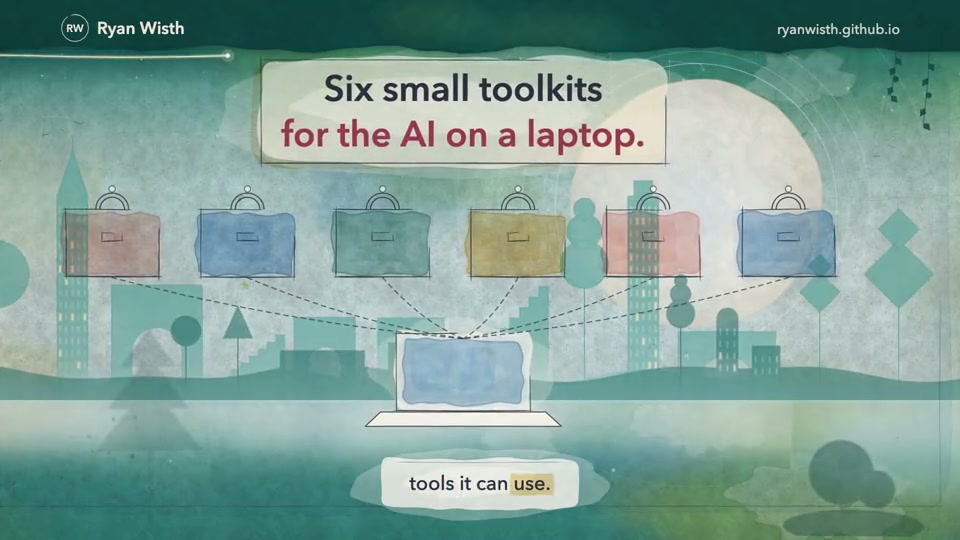 RW Ryan Wisth
ryanwisth.github.io
Six small toolkits
for the AI on a laptop.
tools it can use.